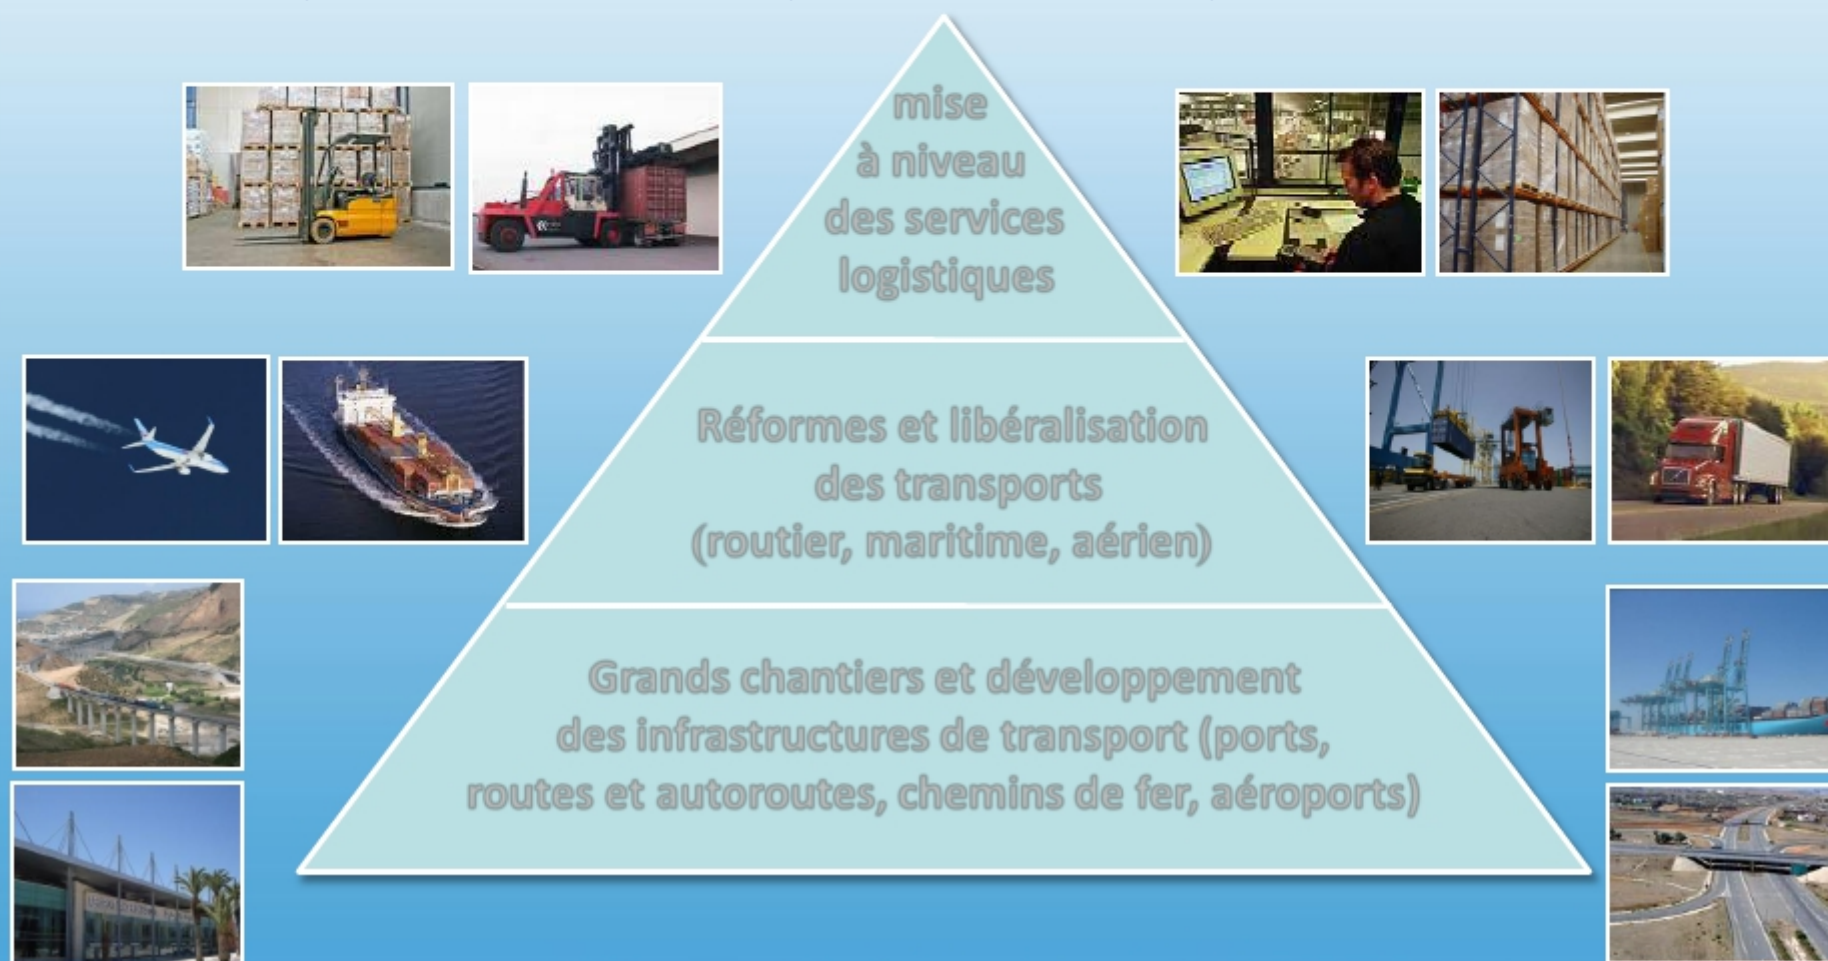 mise
à niveau
des services
logistiques
Réformes et libéralisation
des transports
(routier, maritime, aérien)
Grands chantiers et développement
des infrastructures de transport (ports,
routes et autoroutes, chemins de fer, aéroports)